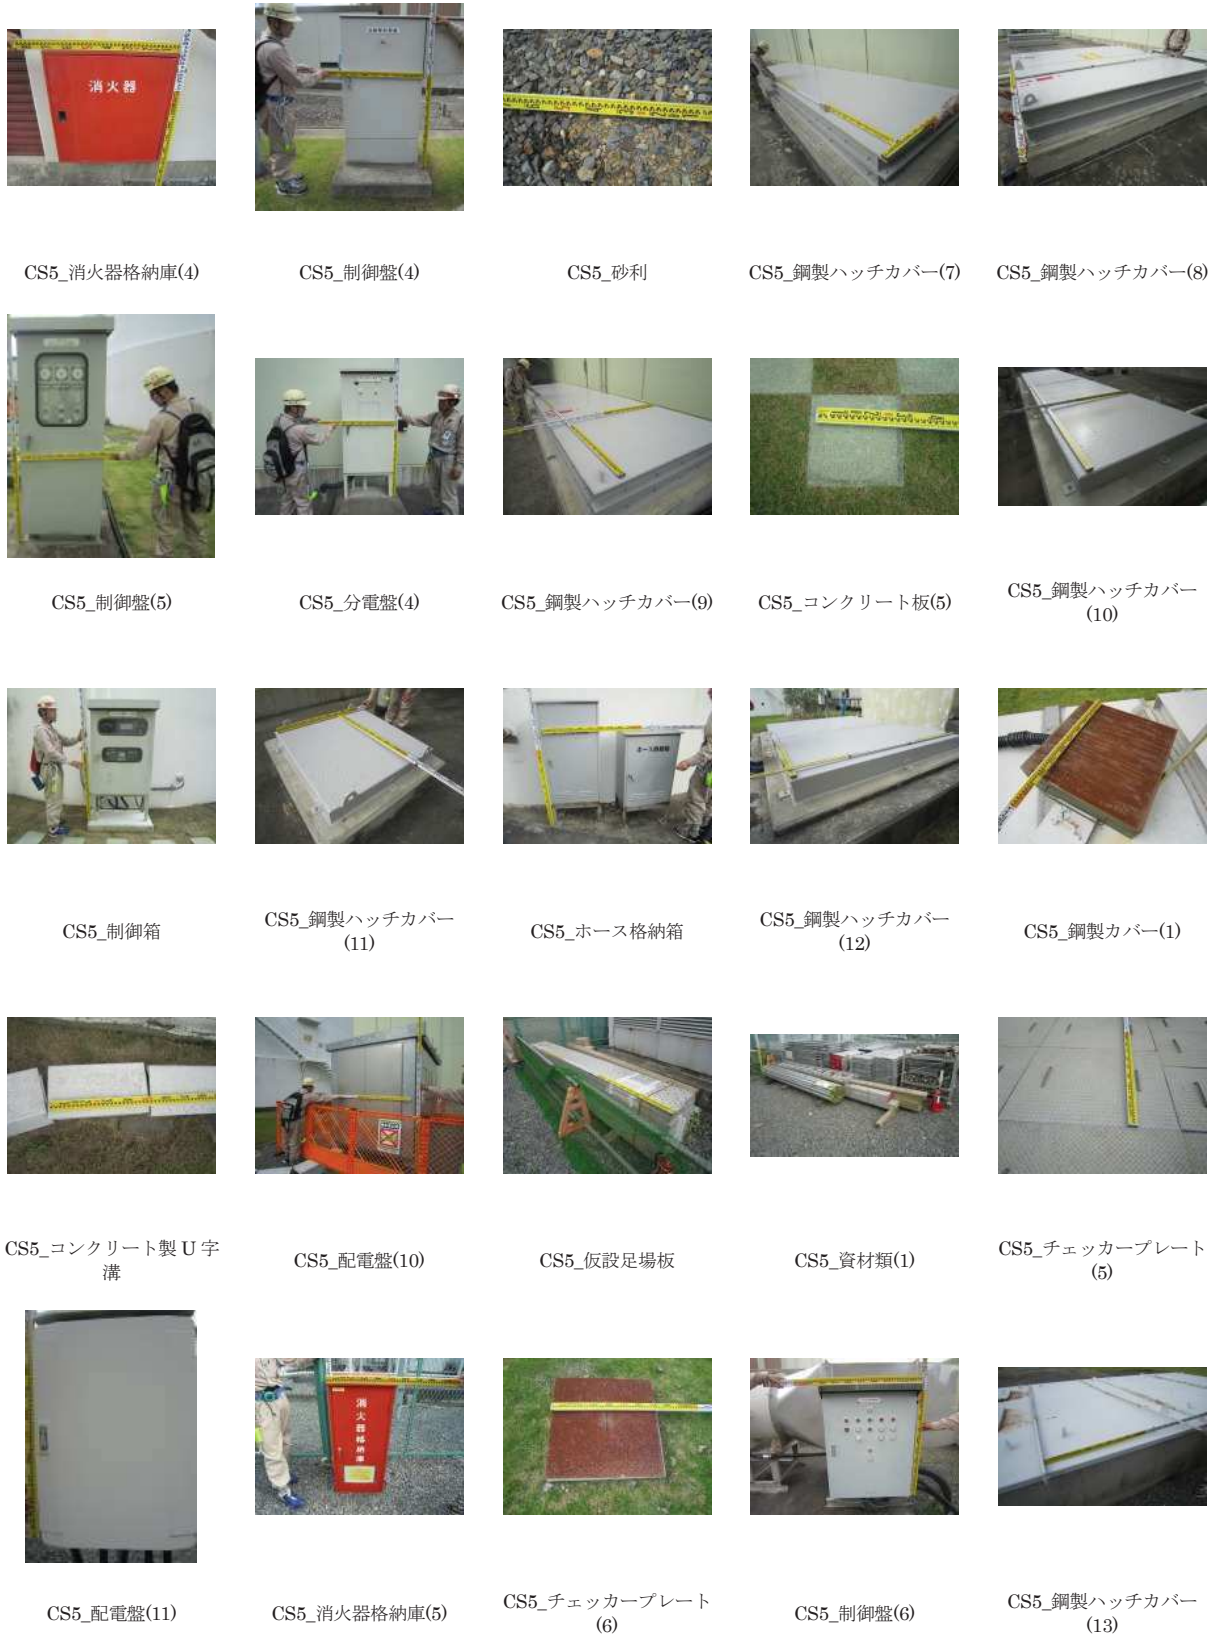 消火器
CS5_消火器格納庫(4)
CS5_制御盤(4)
CS5_砂利
CS5_鋼製ハッチカバー(7)
CS5_鋼製ハッチカバー(8)
CS5_制御盤(5)
CS5_分電盤(4)
CS5_鋼製ハッチカバー(9)
CS5_コンクリート板(5)
CS5_鋼製ハッチカバー
(10)
CS5_制御箱
CS5_鋼製ハッチカバー
(11)
CS5_ホース格納箱
CS5_鋼製ハッチカバー
(12)
CS5_鋼製カバー(1)
CS5_コンクリート製 U 字
溝
CS5_配電盤(10)
CS5_仮設足場板
CS5_資材類(1)
CS5_チェッカープレート
(5)
消火器格納庫
CS5_配電盤(11)
CS5_消火器格納庫(5)
CS5_チェッカープレート
(6)
CS5_制御盤(6)
CS5_鋼製ハッチカバー
(13)